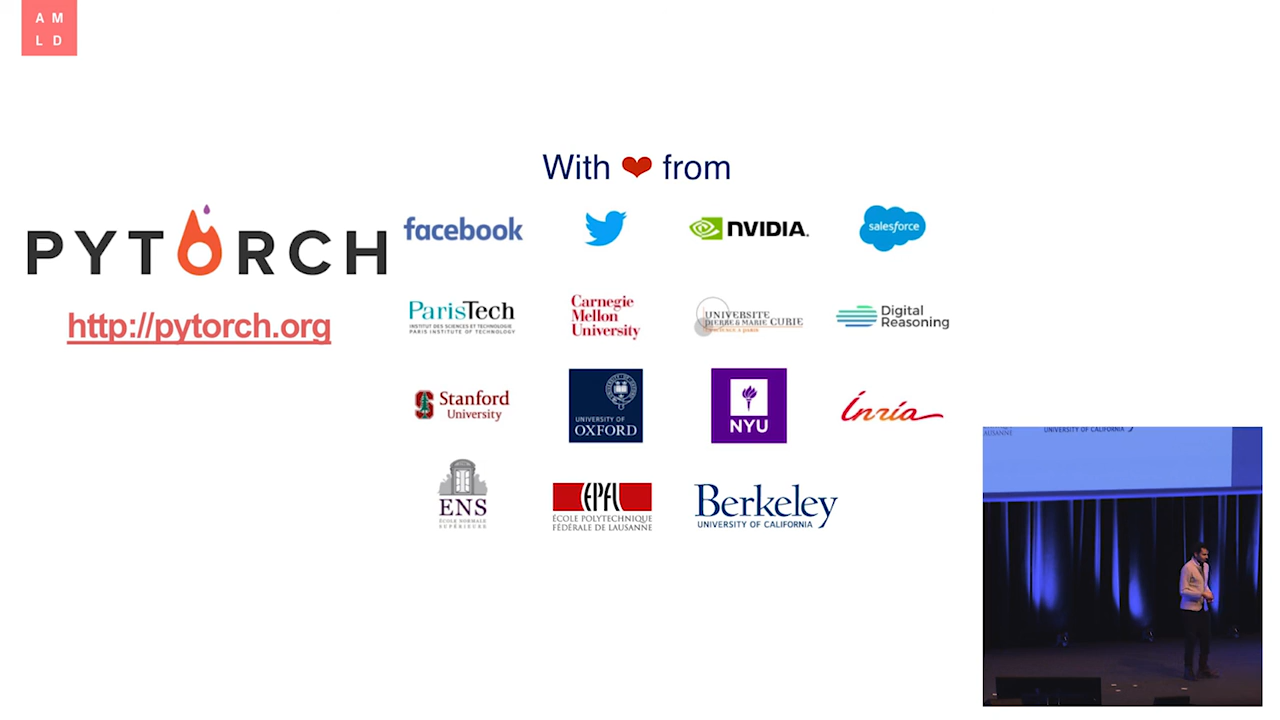 A M
L D
With ❤ from
PYTORCH
http://pytorch.org
facebook
NVIDIA.
salesforce
ParisTech
INSTITUT DES SCIENCES ET TECHNOLOGIE
PARIS INSTITUTE OF TECHNOLOGY
Carnegie
Mellon
University
UNIVERSITE
PIERRE & MARIE CURIE
Digital
Reasoning
Stanford
University
UNIVERSITY OF
OXFORD
NYU
Inria
ENS
ÉCOLE NORMALE
SUPÉRIEURE
EPFL
ÉCOLE POLYTECHNIQUE
FÉDÉRALE DE LAUSANNE
Berkeley
UNIVERSITY OF CALIFORNIA
LAUSANNE
UNIVERSITY OF CALIFORNIA